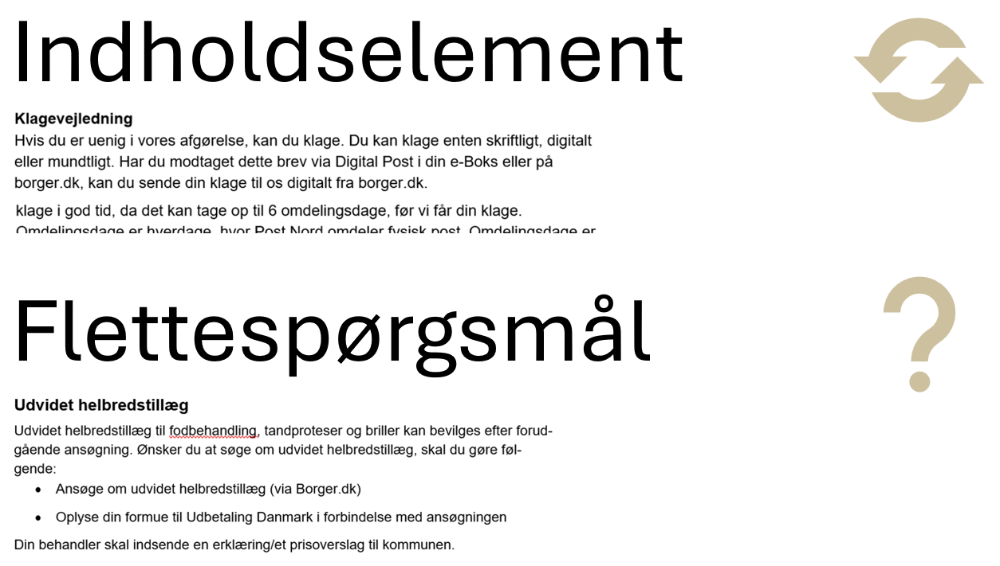 Indholdselement
Klagevejledning
Hvis du er uenig i vores afgørelse, kan du klage. Du kan klage enten skriftligt, digitalt
eller mundtligt. Har du modtaget dette brev via Digital Post i din e-Boks eller på
borger.dk, kan du sende din klage til os digitalt fra borger.dk.
klage i god tid, da det kan tage op til 6 omdelingsdage, før vi får din klage.
Omdelingsdage er hverdage, hvor Post Nord omdeler fysisk post. Omdelingsdage er
Flettespørgsmål
Udvidet helbredstillæg
Udvidet helbredstillæg til fodbehandling, tandproteser og briller kan bevilges efter forud-
gående ansøgning. Ønsker du at søge om udvidet helbredstillæg, skal du gøre føl-
gende:
• Ansøge om udvidet helbredstillæg (via Borger.dk)
• Oplyse din formue til Udbetaling Danmark i forbindelse med ansøgningen
Din behandler skal indsende en erklæring/et prisoverslag til kommunen.